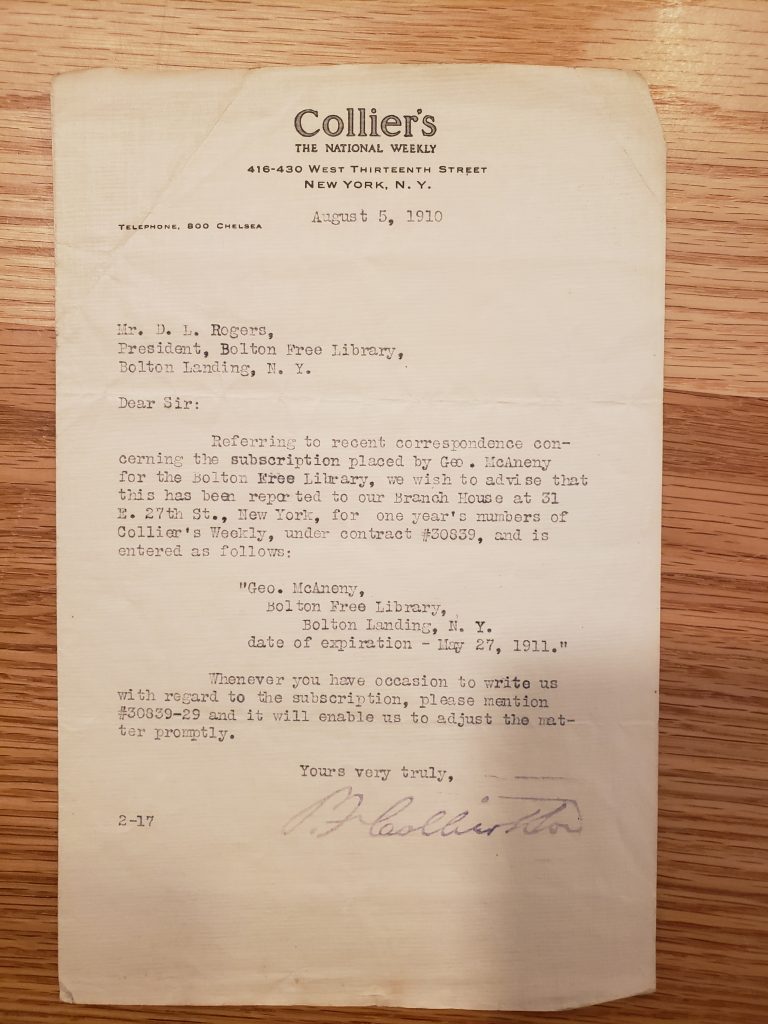 Collier's
THE NATIONAL WEEKLY
416-430 WEST THIRTEENTH STREET
NEW YORK, N. Y.
August 5, 1910
TELEPHONE, 800 CHELSEA
Mr. D. L. Rogers,
President, Bolton Free Library,
Bolton Landing, N. Y.
Dear Sir:
Referring to recent correspondence con-
cerning the subscription placed by Geo. McAneny
for the Bolton Free Library, we wish to advise that
this has been reported to our Branch House at 31
E. 27th St., New York, for one year's numbers of
Collier's Weekly, under contract #30839, and is
entered as follows:
"Geo. McAneny,
Bolton Free Library,
Bolton Landing, N. Y.
date of expiration - May 27, 1911."
Whenever you have occasion to write us
with regard to the subscription, please mention
#30839-29 and it will enable us to adjust the mat-
ter promptly.
Yours very truly,
2-17
P. F. Collier & Son